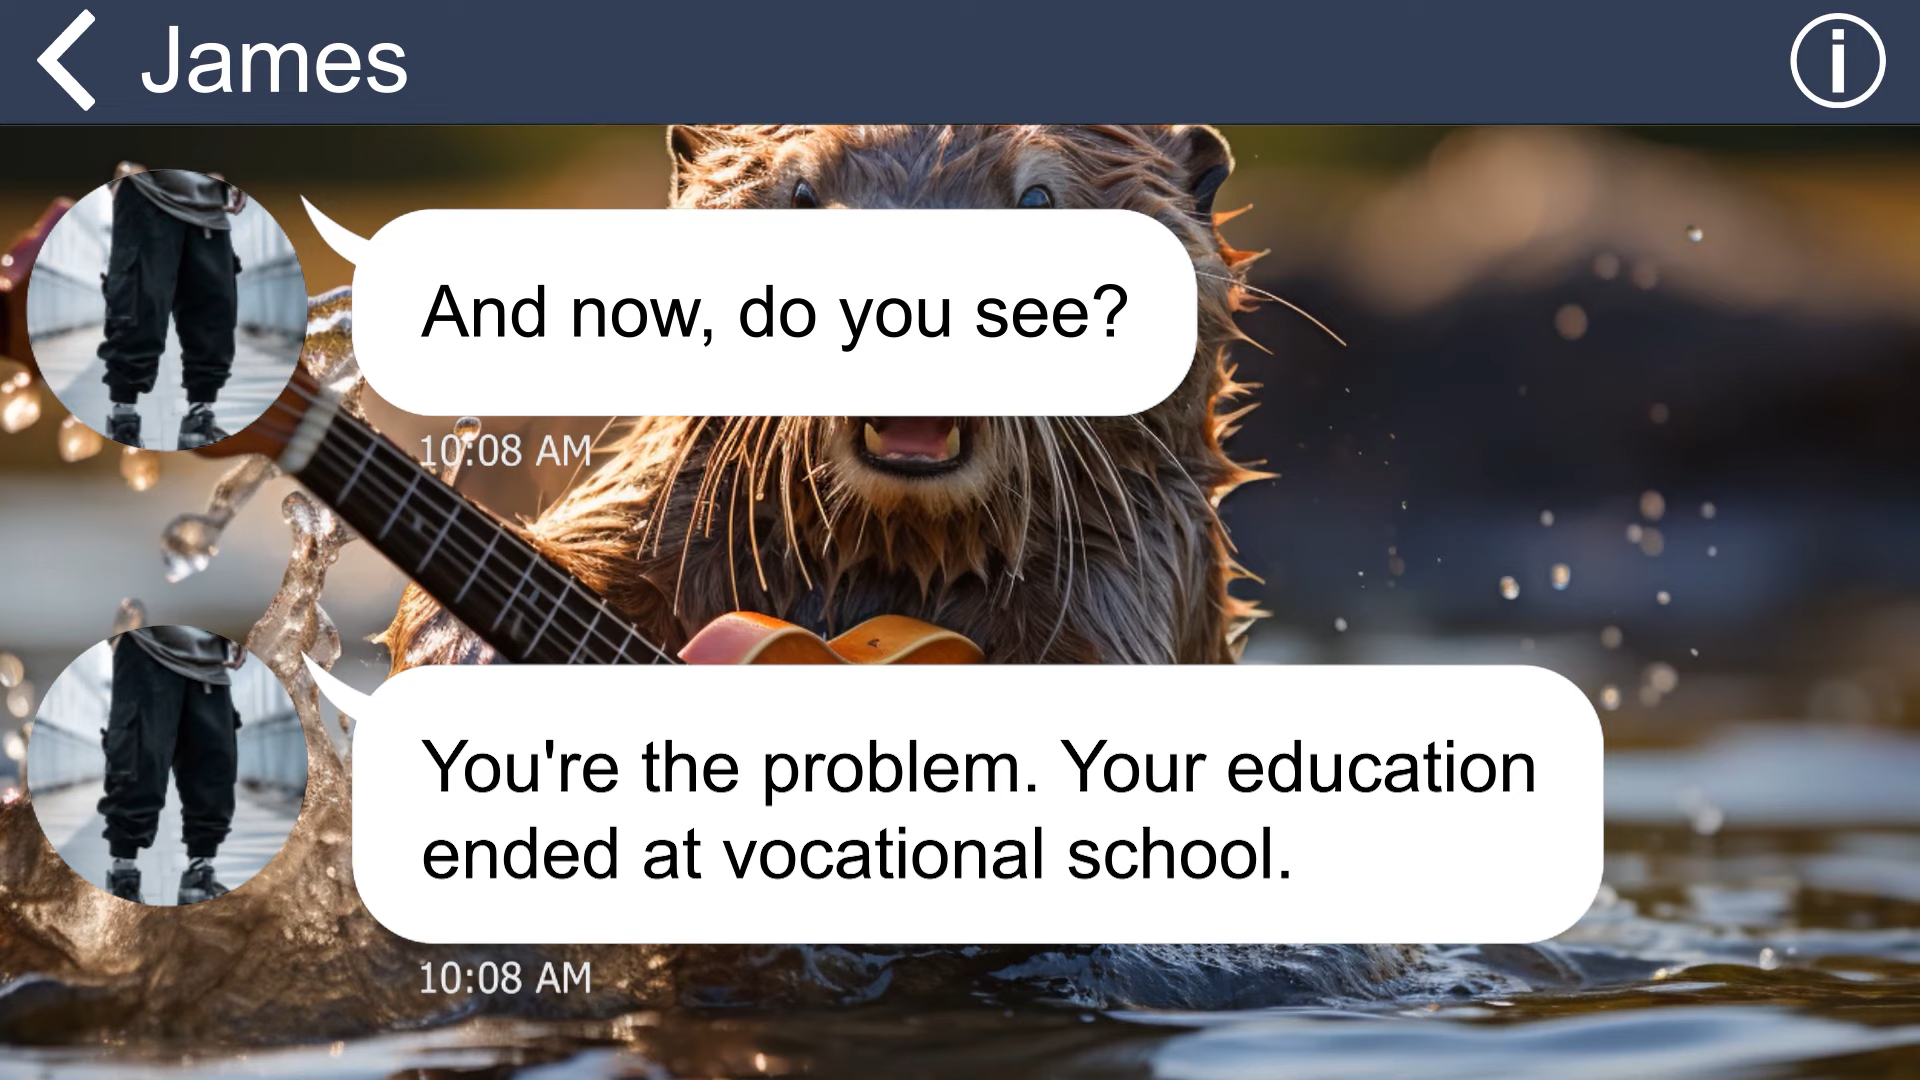 James
And now, do you see?
10:08 AM
You're the problem. Your education
ended at vocational school.
10:08 AM